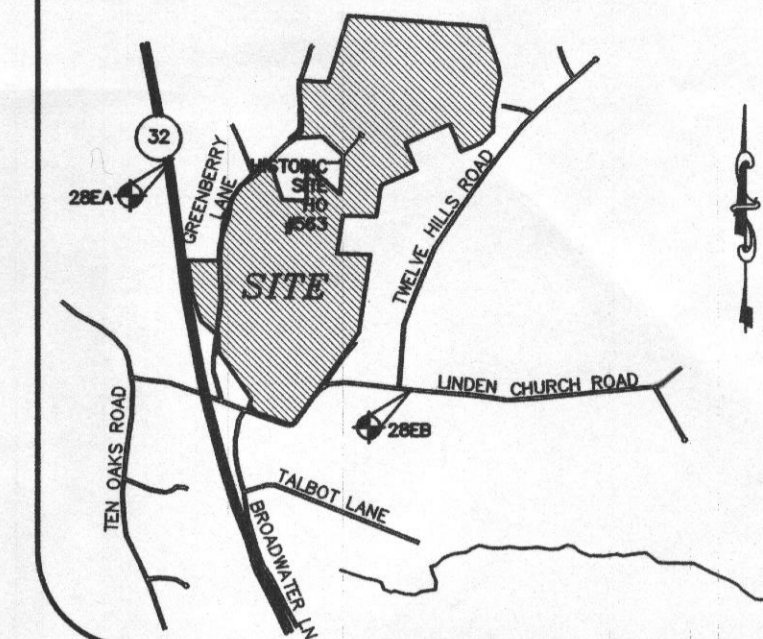 32
28EA
GREENBERRY
LANE
HISTORIC
SITE
HO
#563
SITE
TWELVE HILLS ROAD
LINDEN CHURCH ROAD
28EB
TEN OAKS ROAD
TALBOT LANE
BROADWATER LN